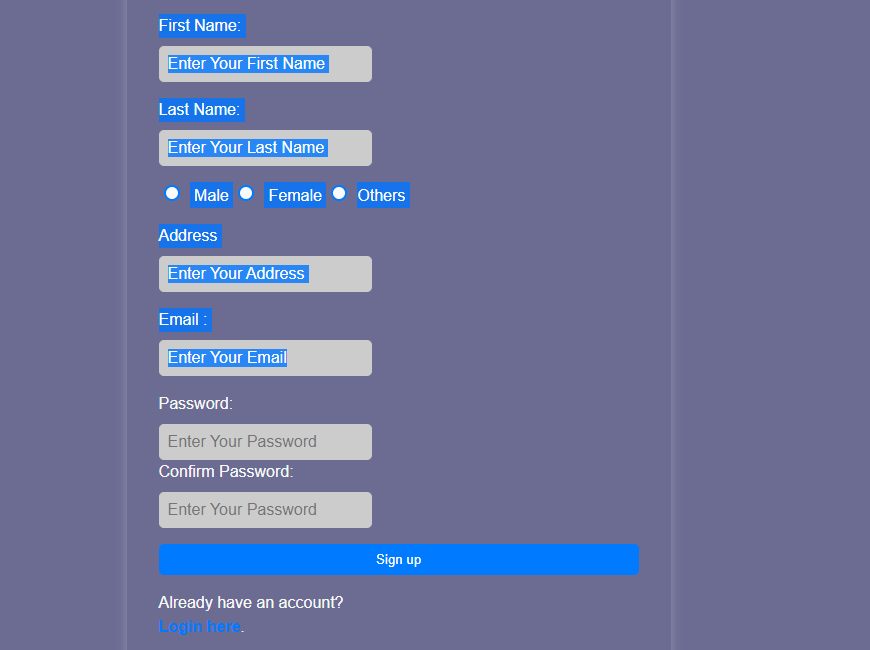 First Name:
Enter Your First Name
Last Name:
Enter Your Last Name
Male Female Others
Address
Enter Your Address
Email :
Enter Your Email
Password:
Enter Your Password
Confirm Password:
Enter Your Password
Sign up
Already have an account?
Login here.